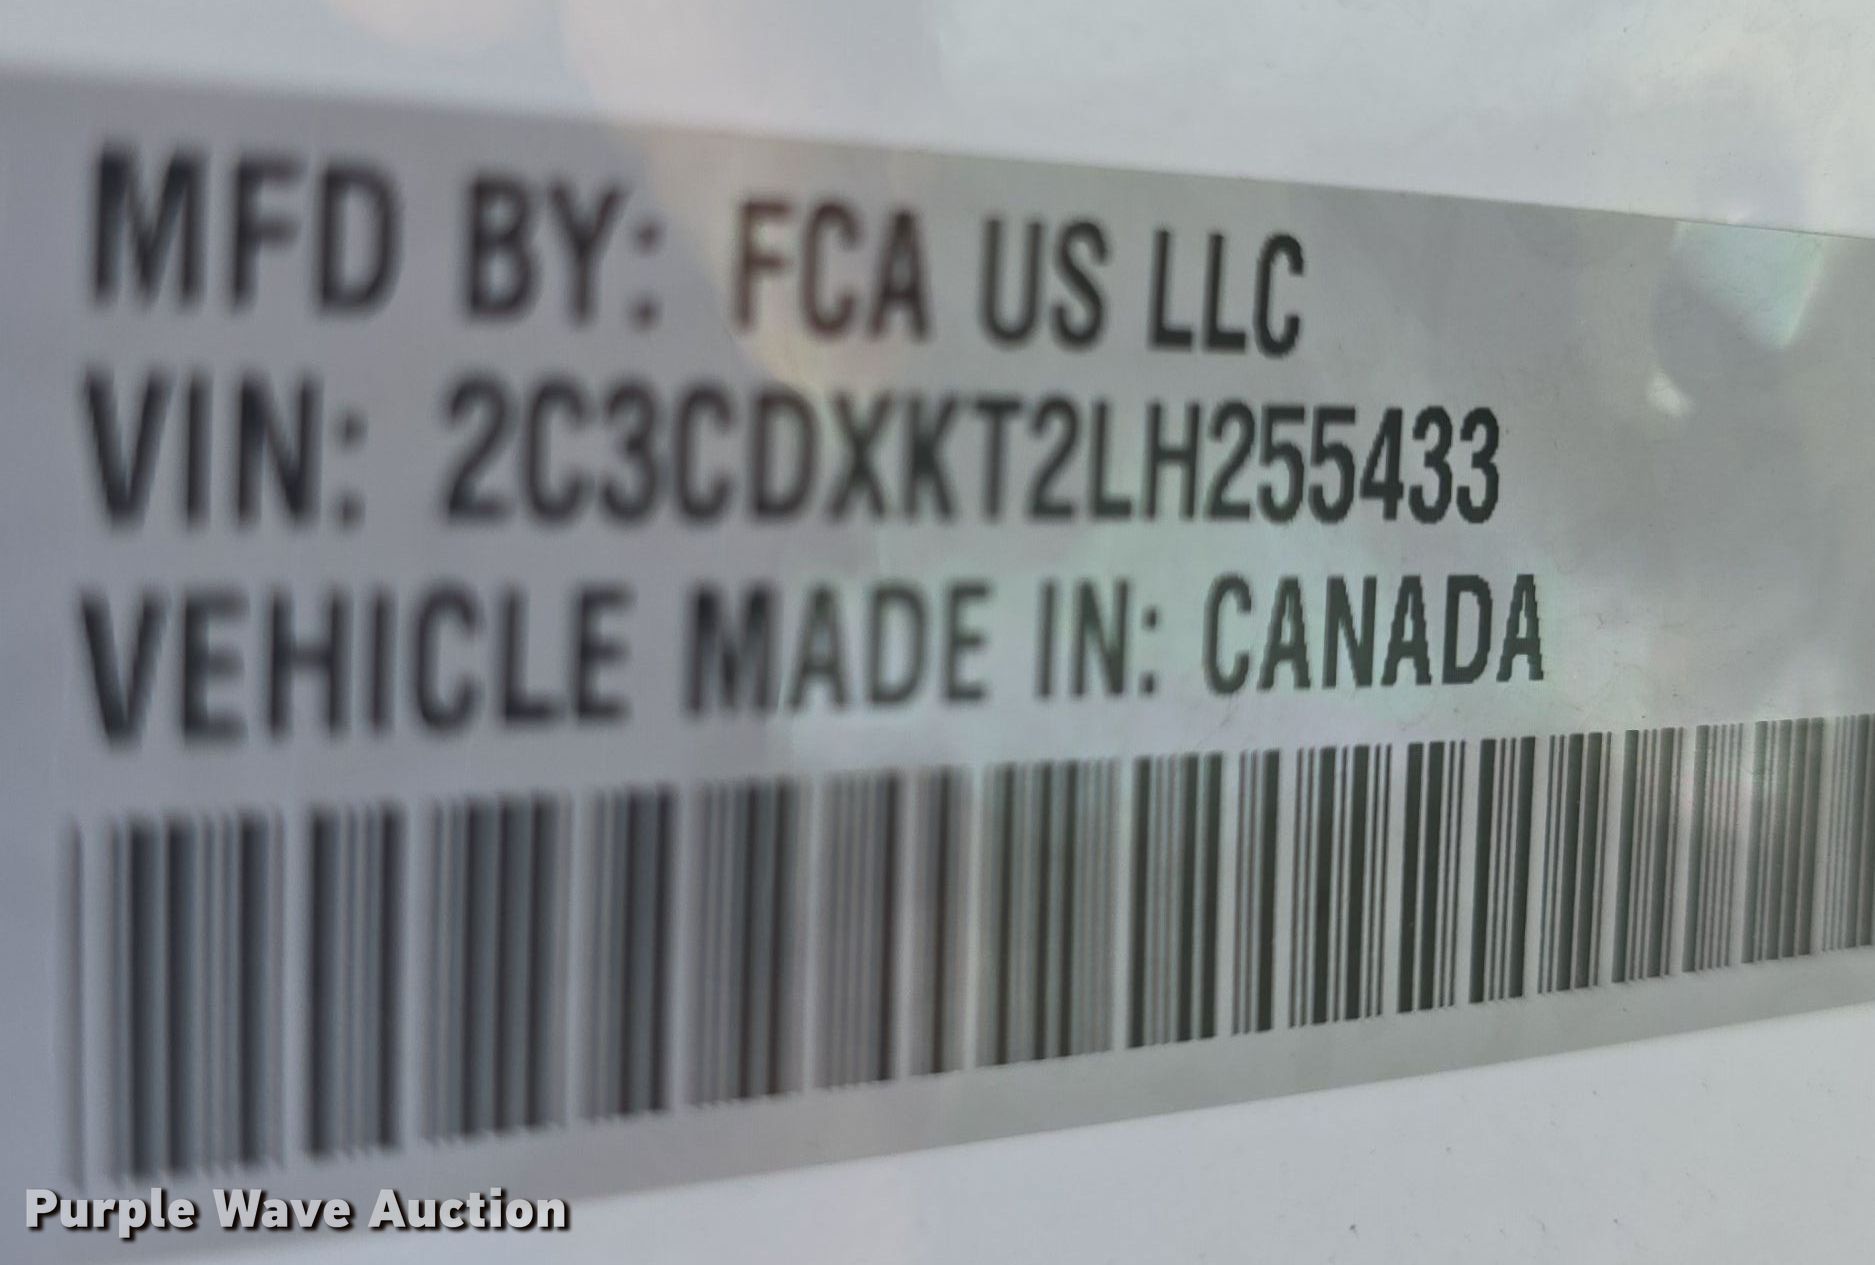 MFD BY: FCA US LLC
VIN: 2C3CDXKT2LH255433
VEHICLE MADE IN: CANADA
Purple Wave Auction